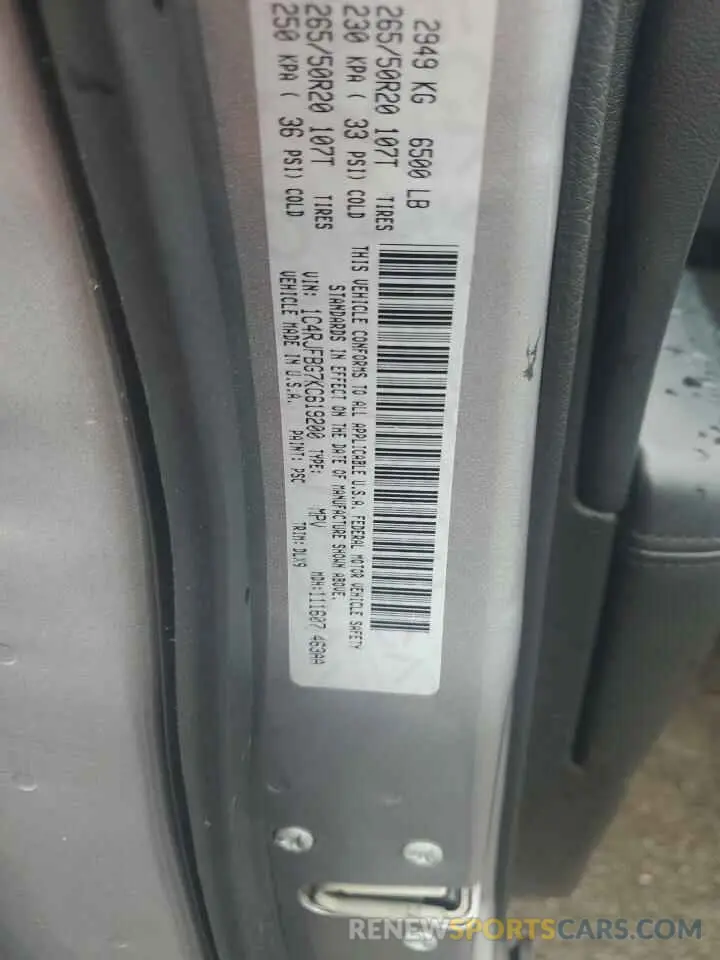 2949 KG 6500 LB
265/50R20 107T TIRES
230 KPA ( 33 PSI) COLD
265/50R20 107T TIRES
250 KPA ( 36 PSI) COLD
THIS VEHICLE CONFORMS TO ALL APPLICABLE U.S.A. FEDERAL MOTOR VEHICLE SAFETY
STANDARDS IN EFFECT ON THE DATE OF MANUFACTURE SHOWN ABOVE.
VIN: 1C4RJFBG7KC619200 TYPE: MPV MDH:111607 463AA
VEHICLE MADE IN U.S.A. PAINT: PSC TRIM: DLX9
RENEWSPORTSCARS.COM